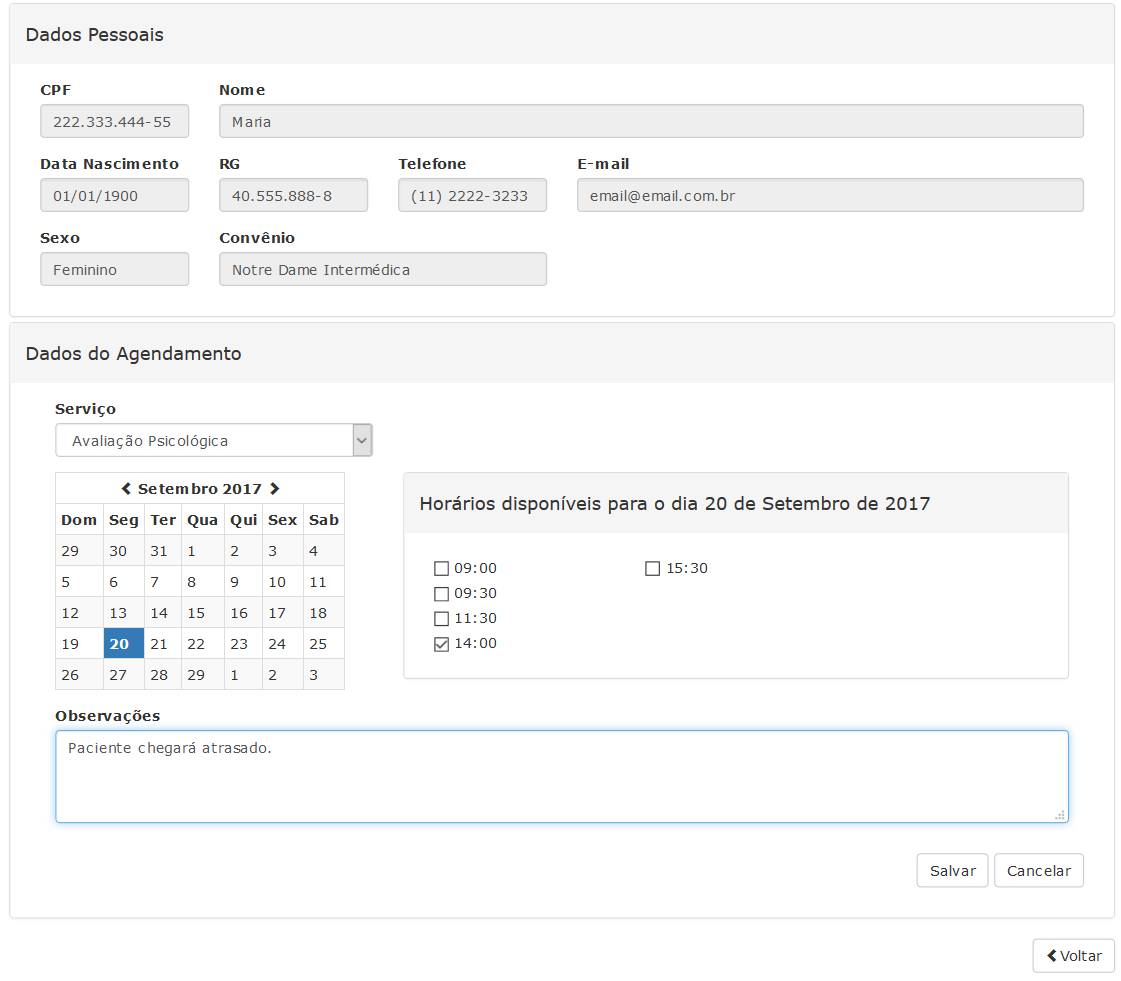 Dados Pessoais
CPF Nome
222.333.444-55 Maria
Data Nascimento RG Telefone E-mail
01/01/1900 40.555.888-8 (11) 2222-3233 email@email.com.br
Sexo Convênio
Feminino Notre Dame Intermédica
Dados do Agendamento
Serviço
Avaliação Psicológica
Setembro 2017
Dom Seg Ter Qua Qui Sex Sab
29 30 31 1 2 3 4
5 6 7 8 9 10 11
12 13 14 15 16 17 18
19 20 21 22 23 24 25
26 27 28 29 1 2 3
Horários disponíveis para o dia 20 de Setembro de 2017
09:00 15:30
09:30
11:30
14:00
Observações
Paciente chegará atrasado.
Salvar Cancelar
Voltar